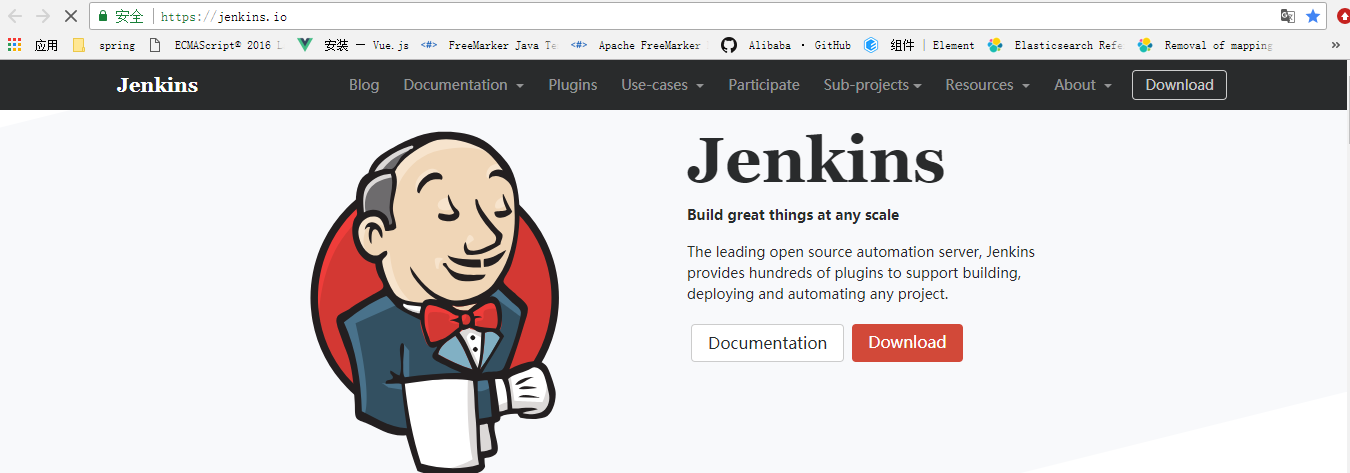 安全 https://jenkins.io
应用 spring ECMAScript® 2016 L 安装 — Vue.js FreeMarker Java Te Apache FreeMarker Alibaba · GitHub 组件 | Element Elasticsearch Refe Removal of mapping »
Jenkins Blog Documentation Plugins Use-cases Participate Sub-projects Resources About Download
Jenkins
Build great things at any scale
The leading open source automation server, Jenkins
provides hundreds of plugins to support building,
deploying and automating any project.
Documentation Download